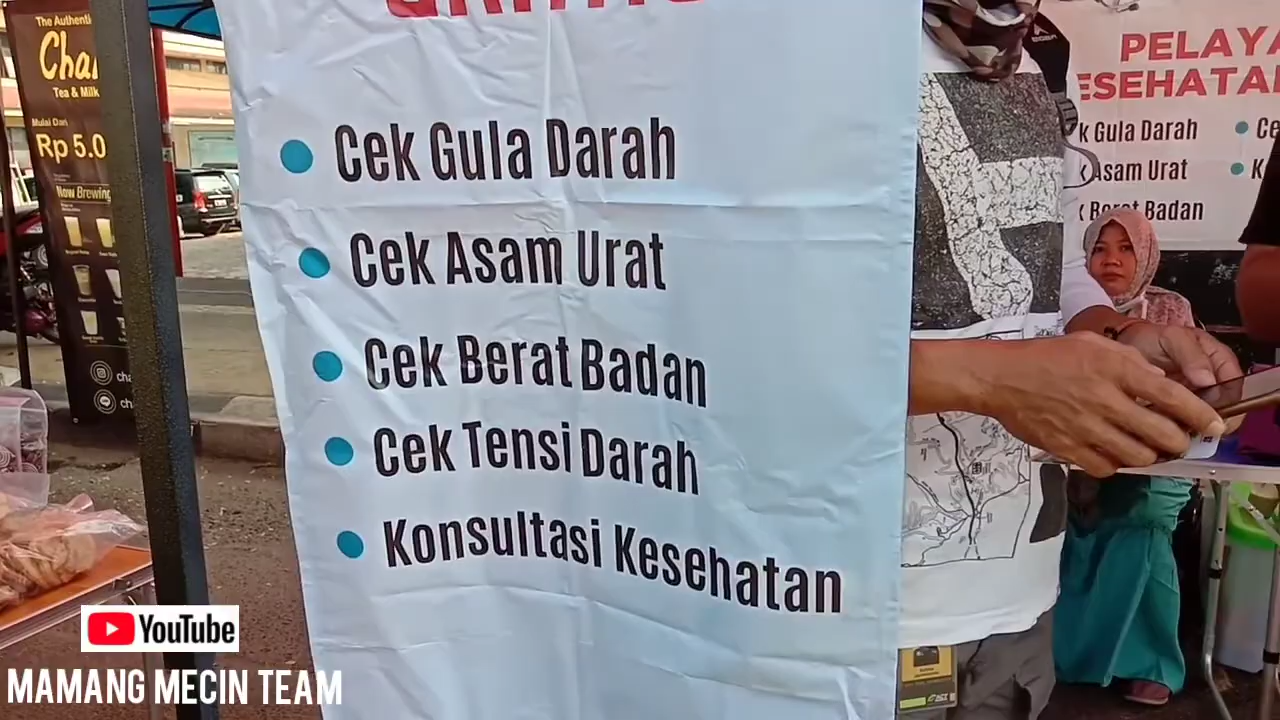 The Authentic
Tea & Milk
Mulai Dari
Rp 5.0
Now Brewing
Cek Gula Darah
Cek Asam Urat
Cek Berat Badan
Cek Tensi Darah
Konsultasi Kesehatan
PELAYA
ESEHATAN
k Gula Darah
k Asam Urat
k Berat Badan
Ce
K
YouTube
MAMANG MECIN TEAM